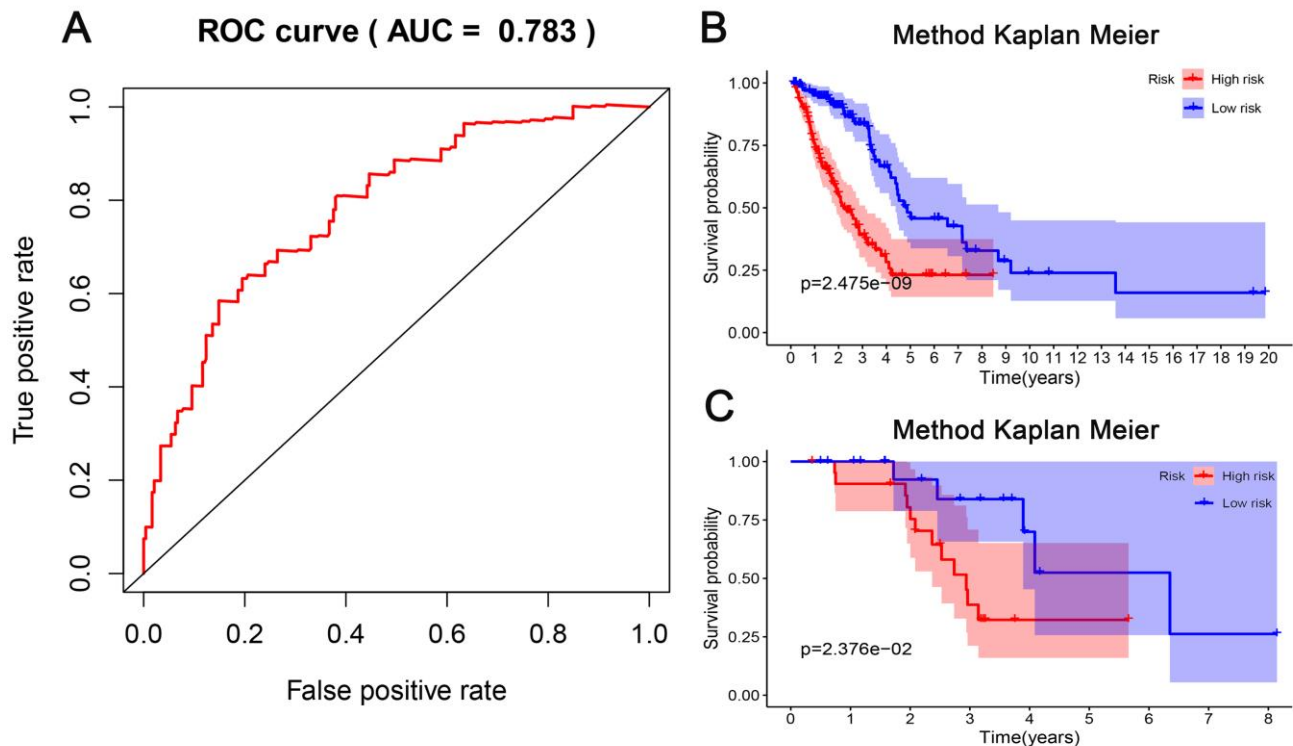 A
ROC curve ( AUC = 0.783 )
True positive rate
1.0
0.8
0.6
0.4
0.2
0.0
0.0 0.2 0.4 0.6 0.8 1.0
False positive rate
B
Method Kaplan Meier
Risk High risk
Low risk
Survival probability
1.00
0.75
0.50
0.25
0.00
p=2.475e−09
0 1 2 3 4 5 6 7 8 9 10 11 12 13 14 15 16 17 18 19 20
Time(years)
C
Method Kaplan Meier
Risk High risk
Low risk
Survival probability
1.00
0.75
0.50
0.25
0.00
p=2.376e−02
0 1 2 3 4 5 6 7 8
Time(years)